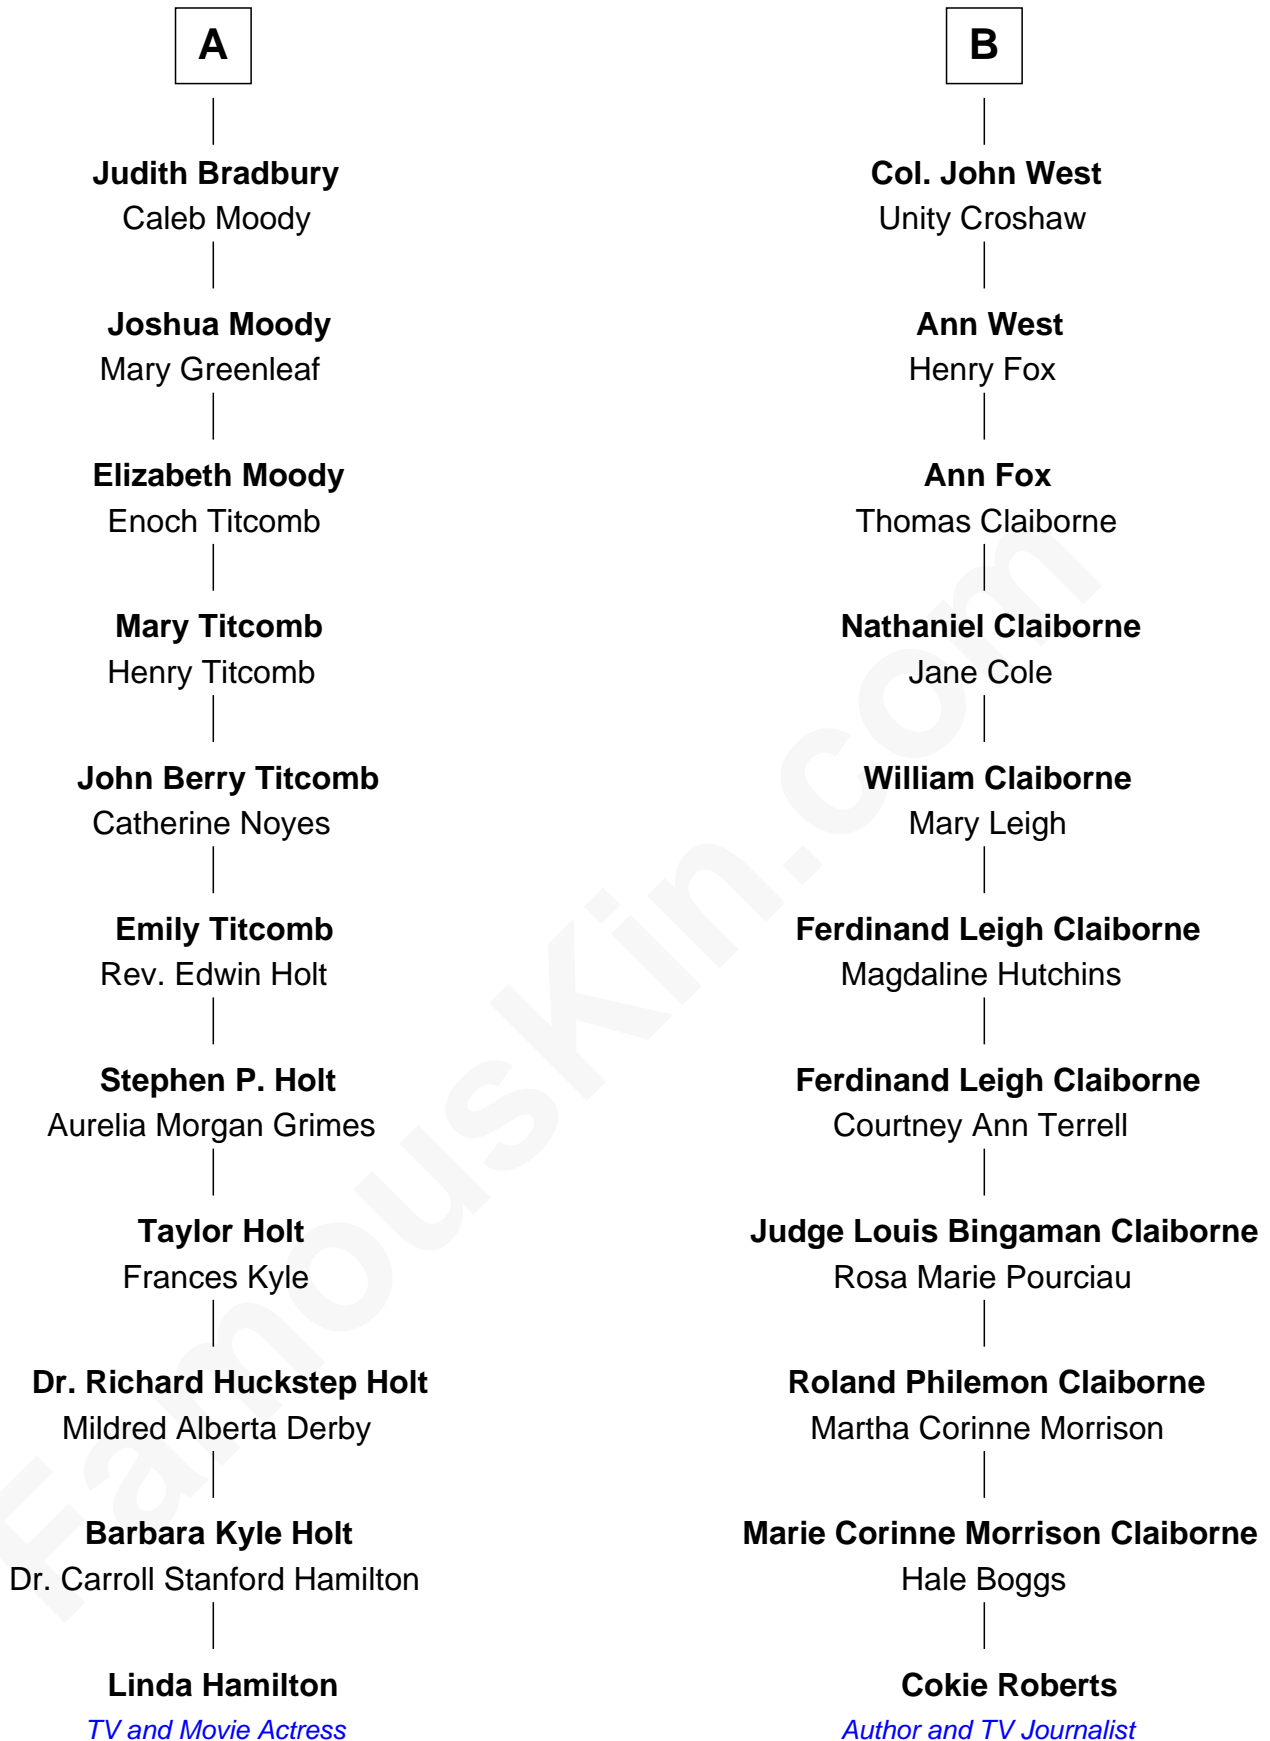 A
Judith Bradbury
Caleb Moody
Joshua Moody
Mary Greenleaf
Elizabeth Moody
Enoch Titcomb
Mary Titcomb
Henry Titcomb
John Berry Titcomb
Catherine Noyes
Emily Titcomb
Rev. Edwin Holt
Stephen P. Holt
Aurelia Morgan Grimes
Taylor Holt
Frances Kyle
Dr. Richard Huckstep Holt
Mildred Alberta Derby
Barbara Kyle Holt
Dr. Carroll Stanford Hamilton
Linda Hamilton
TV and Movie Actress
B
Col. John West
Unity Croshaw
Ann West
Henry Fox
Ann Fox
Thomas Claiborne
Nathaniel Claiborne
Jane Cole
William Claiborne
Mary Leigh
Ferdinand Leigh Claiborne
Magdaline Hutchins
Ferdinand Leigh Claiborne
Courtney Ann Terrell
Judge Louis Bingaman Claiborne
Rosa Marie Pourciau
Roland Philemon Claiborne
Martha Corinne Morrison
Marie Corinne Morrison Claiborne
Hale Boggs
Cokie Roberts
Author and TV Journalist
FamousKin.com